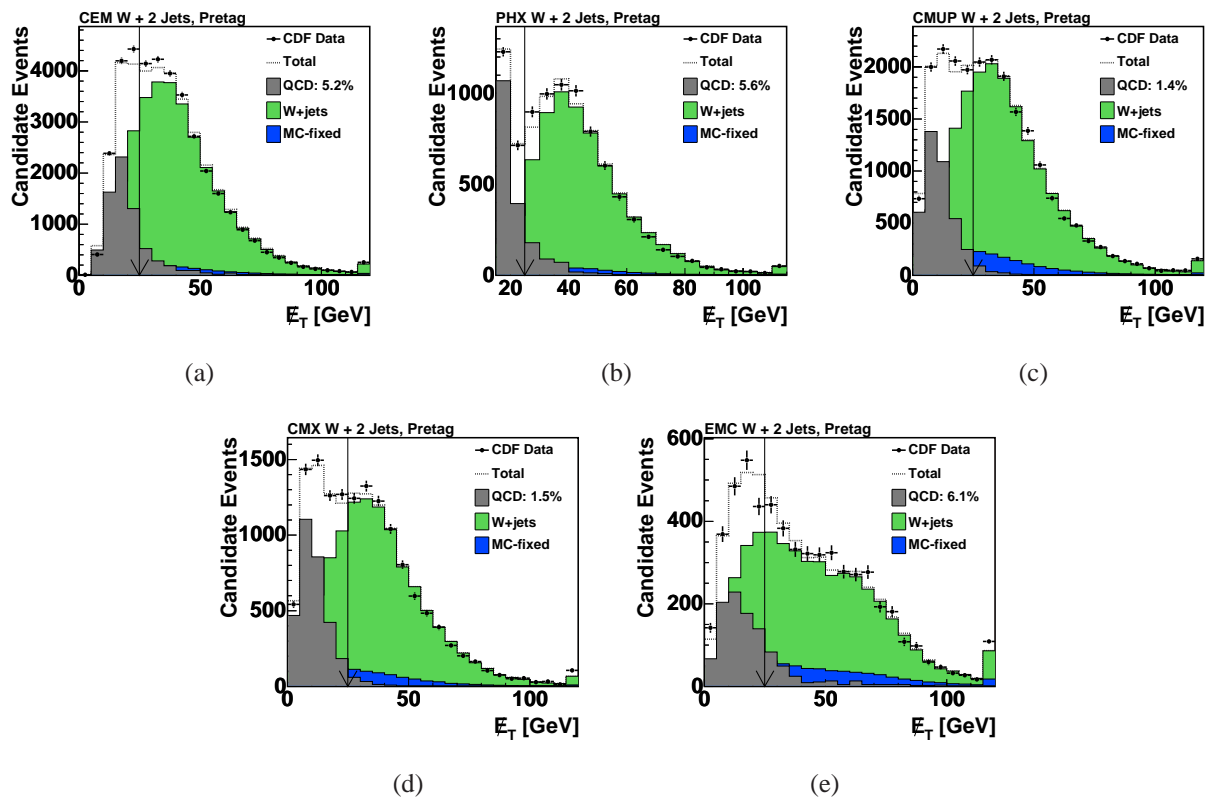 CEM W + 2 Jets, Pretag
Candidate Events
4000
3000
2000
1000
0
0 50 100
CDF Data
Total
QCD: 5.2%
W+jets
MC-fixed
E̸_T [GeV]
(a)
PHX W + 2 Jets, Pretag
Candidate Events
1000
500
0
20 40 60 80 100
CDF Data
Total
QCD: 5.6%
W+jets
MC-fixed
E̸_T [GeV]
(b)
CMUP W + 2 Jets, Pretag
Candidate Events
2000
1500
1000
500
0
0 50 100
CDF Data
Total
QCD: 1.4%
W+jets
MC-fixed
E̸_T [GeV]
(c)
CMX W + 2 Jets, Pretag
Candidate Events
1500
1000
500
0
0 50 100
CDF Data
Total
QCD: 1.5%
W+jets
MC-fixed
E̸_T [GeV]
(d)
EMC W + 2 Jets, Pretag
Candidate Events
600
400
200
0
0 50 100
CDF Data
Total
QCD: 6.1%
W+jets
MC-fixed
E̸_T [GeV]
(e)